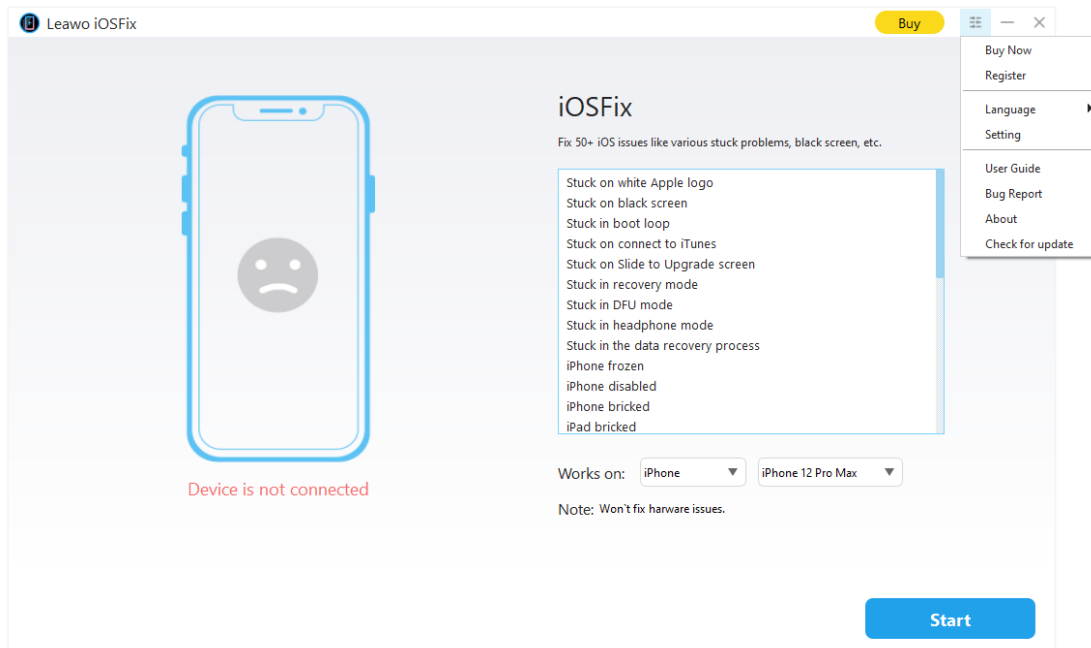 Leawo iOSFix
Buy
Buy Now
Register
Language
Setting
User Guide
Bug Report
About
Check for update
iOSFix
Fix 50+ iOS issues like various stuck problems, black screen, etc.
Stuck on white Apple logo
Stuck on black screen
Stuck in boot loop
Stuck on connect to iTunes
Stuck on Slide to Upgrade screen
Stuck in recovery mode
Stuck in DFU mode
Stuck in headphone mode
Stuck in the data recovery process
iPhone frozen
iPhone disabled
iPhone bricked
iPad bricked
Works on: iPhone iPhone 12 Pro Max
Device is not connected
Note: Won`t fix harware issues.
Start